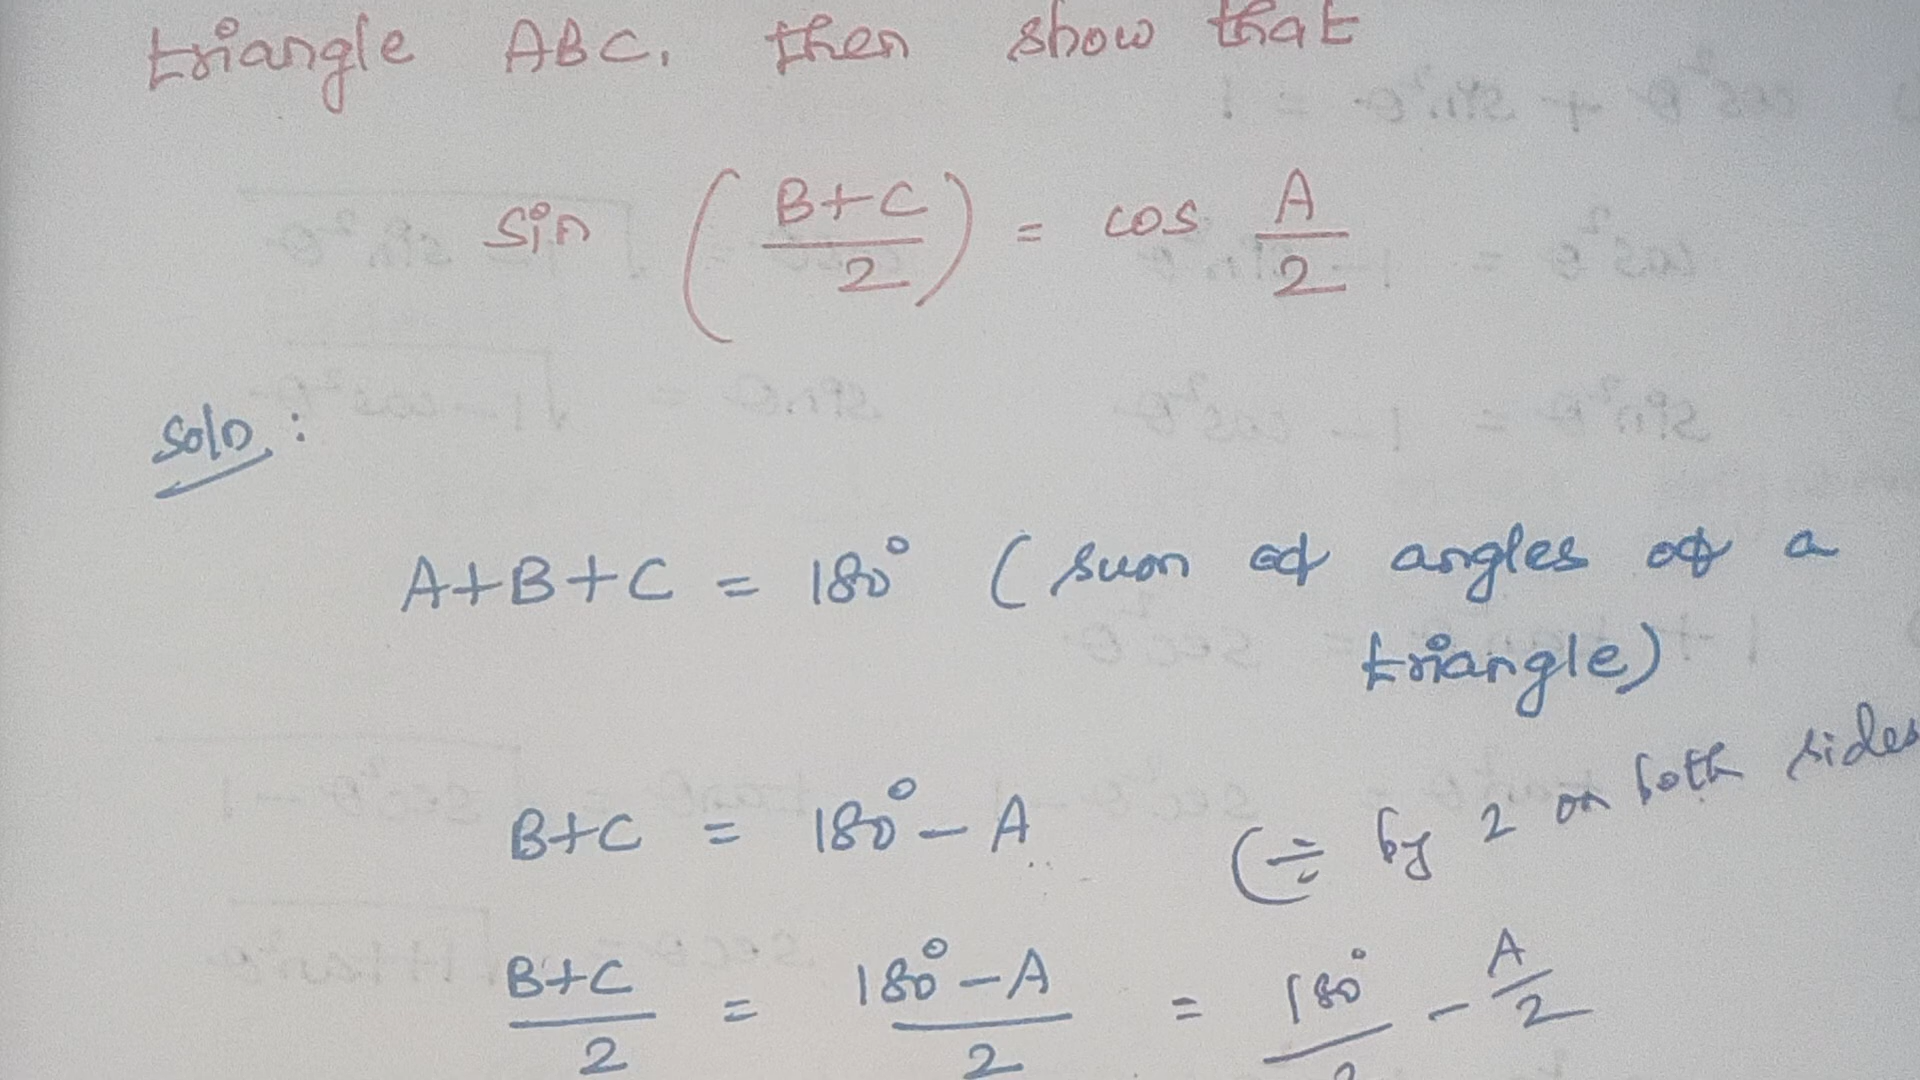 triangle ABC, then show that
sin (B+C/2) = cos A/2
soln :
A+B+C = 180° (sum of angles of a
triangle)
B+C = 180° - A (÷ by 2 on both sides
B+C/2 = 180° - A/2 = 180°/2 - A/2